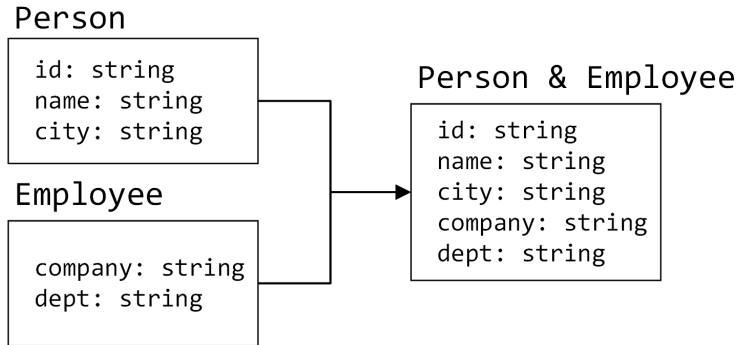 Person
id: string
name: string
city: string
Employee
company: string
dept: string
Person & Employee
id: string
name: string
city: string
company: string
dept: string